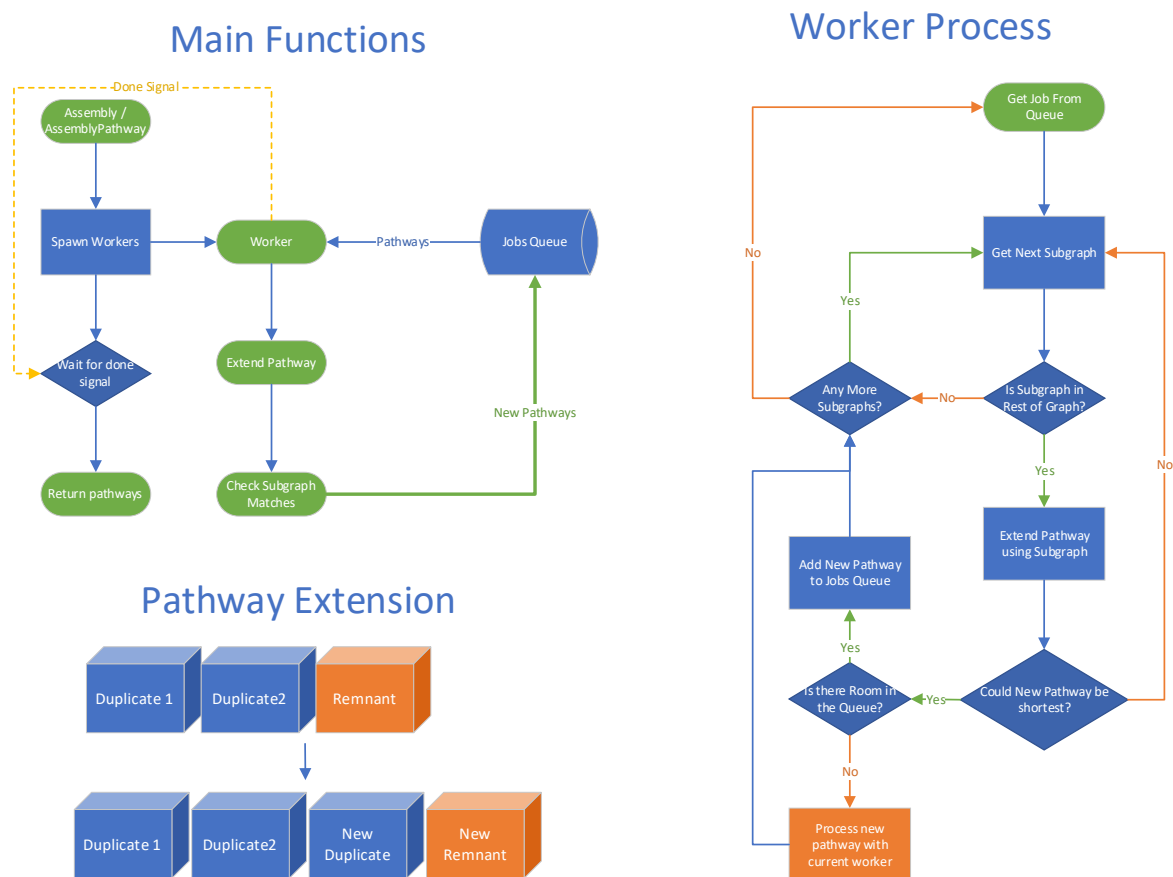 Main Functions
Done Signal
Assembly /
AssemblyPathway
Spawn Workers
Worker
Pathways
Jobs Queue
Wait for done
signal
Extend Pathway
New Pathways
Return pathways
Check Subgraph
Matches
Pathway Extension
Duplicate 1
Duplicate2
Remnant
Duplicate 1
Duplicate2
New
Duplicate
New
Remnant
Worker Process
Get Job From
Queue
No
Get Next Subgraph
Yes
Any More
Subgraphs?
No
Is Subgraph in
Rest of Graph?
Yes
No
Add New Pathway
to Jobs Queue
Extend Pathway
using Subgraph
Yes
Is there Room in
the Queue?
Yes
Could New Pathway be
shortest?
No
Process new
pathway with
current worker